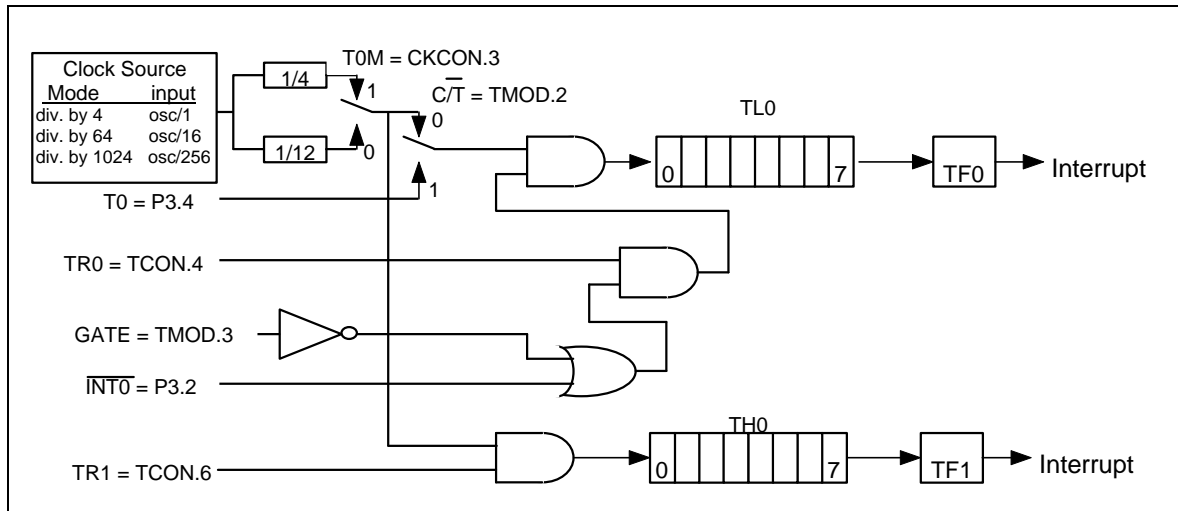 Clock Source
Mode input
div. by 4 osc/1
div. by 64 osc/16
div. by 1024 osc/256
1/4
1/12
T0M = CKCON.3
1
0
C/T = TMOD.2
0
1
T0 = P3.4
TL0
0 7
TF0
Interrupt
TR0 = TCON.4
GATE = TMOD.3
INT0 = P3.2
TR1 = TCON.6
TH0
0 7
TF1
Interrupt